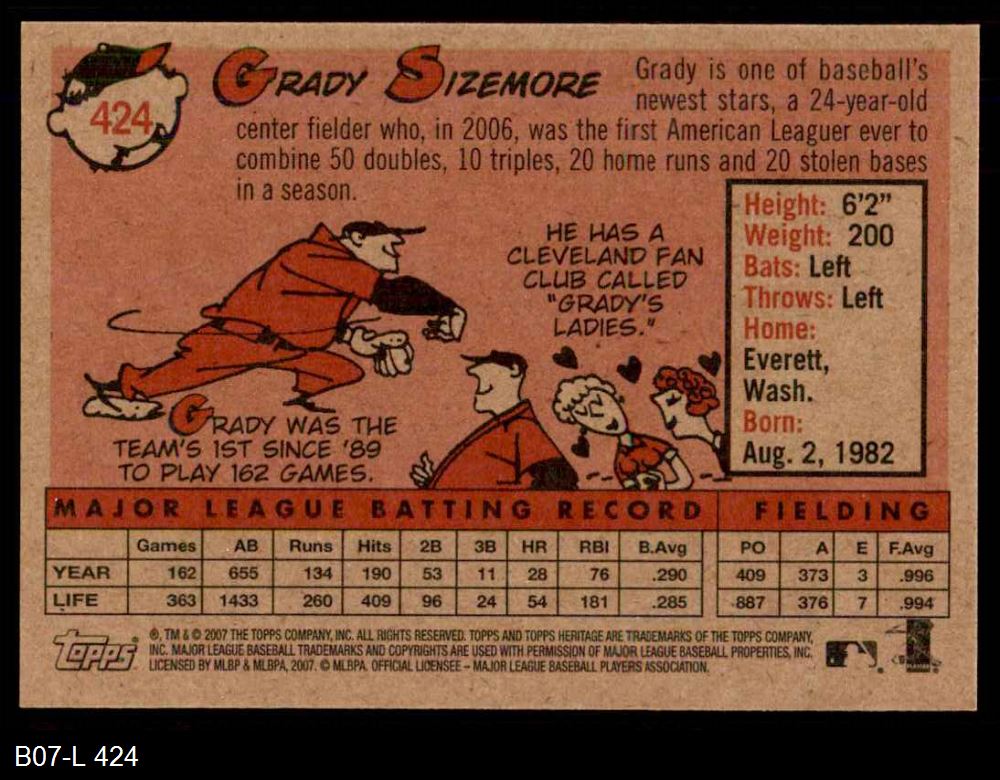 424
GRADY SIZEMORE
Grady is one of baseball's
newest stars, a 24-year-old
center fielder who, in 2006, was the first American Leaguer ever to
combine 50 doubles, 10 triples, 20 home runs and 20 stolen bases
in a season.
HE HAS A
CLEVELAND FAN
CLUB CALLED
"GRADY'S
LADIES."
GRADY WAS THE
TEAM'S 1ST SINCE '89
TO PLAY 162 GAMES.
Height: 6'2"
Weight: 200
Bats: Left
Throws: Left
Home:
Everett,
Wash.
Born:
Aug. 2, 1982
MAJOR LEAGUE BATTING RECORD FIELDING
Games AB Runs Hits 2B 3B HR RBI B.Avg PO A E F.Avg
YEAR 162 655 134 190 53 11 28 76 .290 409 373 3 .996
LIFE 363 1433 260 409 96 24 54 181 .285 887 376 7 .994
Topps
®, TM & © 2007 THE TOPPS COMPANY, INC. ALL RIGHTS RESERVED. TOPPS AND TOPPS HERITAGE ARE TRADEMARKS OF THE TOPPS COMPANY,
INC. MAJOR LEAGUE BASEBALL TRADEMARKS AND COPYRIGHTS ARE USED WITH PERMISSION OF MAJOR LEAGUE BASEBALL PROPERTIES, INC.
LICENSED BY MLBP & MLBPA, 2007. © MLBPA. OFFICIAL LICENSEE – MAJOR LEAGUE BASEBALL PLAYERS ASSOCIATION.
B07-L 424